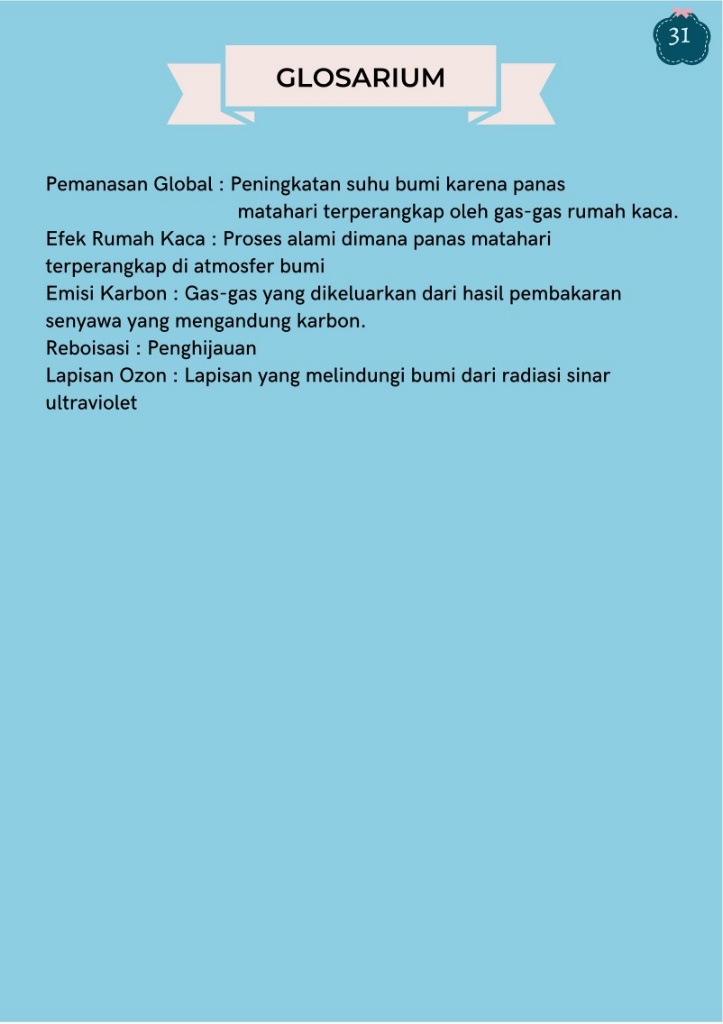 31
GLOSARIUM
Pemanasan Global : Peningkatan suhu bumi karena panas
matahari terperangkap oleh gas-gas rumah kaca.
Efek Rumah Kaca : Proses alami dimana panas matahari
terperangkap di atmosfer bumi
Emisi Karbon : Gas-gas yang dikeluarkan dari hasil pembakaran
senyawa yang mengandung karbon.
Reboisasi : Penghijauan
Lapisan Ozon : Lapisan yang melindungi bumi dari radiasi sinar
ultraviolet